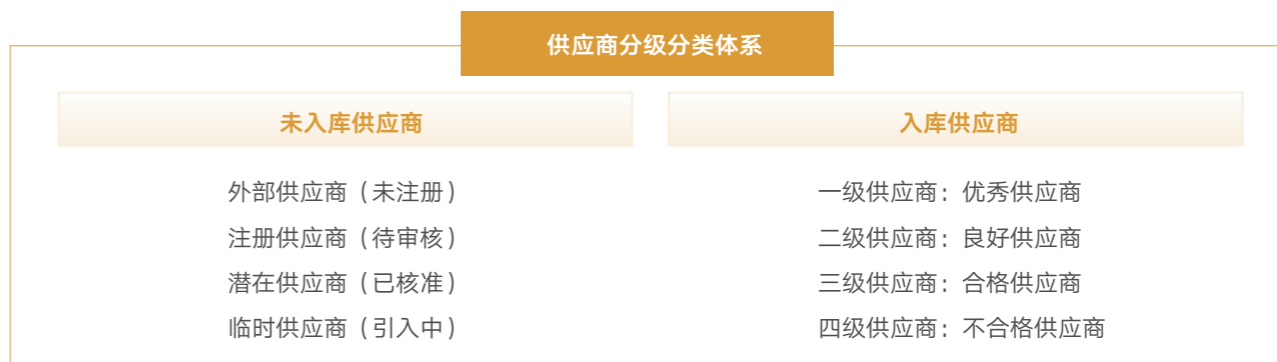 供应商分级分类体系
未入库供应商
外部供应商（未注册）
注册供应商（待审核）
潜在供应商（已核准）
临时供应商（引入中）
入库供应商
一级供应商：优秀供应商
二级供应商：良好供应商
三级供应商：合格供应商
四级供应商：不合格供应商